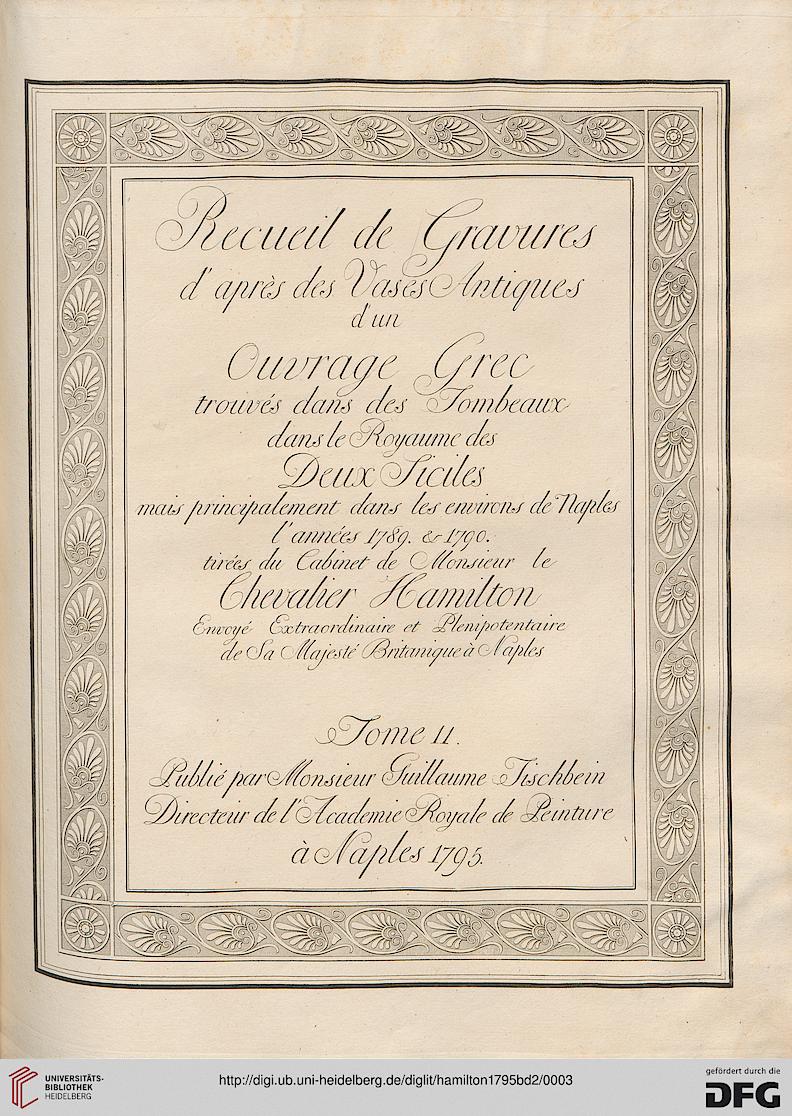 Recueil de Gravures
d'après des Vases Antiques
d'un
Ouvrage Grec
trouvés dans des Tombeaux
dans le Royaume des
Deux Siciles
mais principalement dans les environs de Naples
l'années 1789. & 1790.
tirées du Cabinet de Monsieur le
Chevalier Hamilton
Envoyé Extraordinaire et Plenipotentaire
de Sa Majesté Britanique à Naples
Tome II.
Publié par Monsieur Guillaume Tischbein
Directeur de l'Academie Royale de Peinture
à Naples 1795.
UNIVERSITÄTS-
BIBLIOTHEK
HEIDELBERG
http://digi.ub.uni-heidelberg.de/diglit/hamilton1795bd2/0003
gefördert durch die
DFG